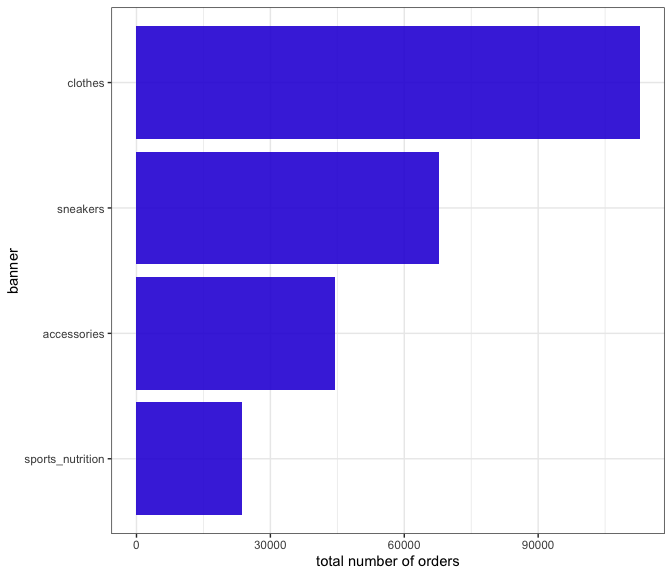 clothes
sneakers
accessories
sports_nutrition
banner
0 30000 60000 90000
total number of orders